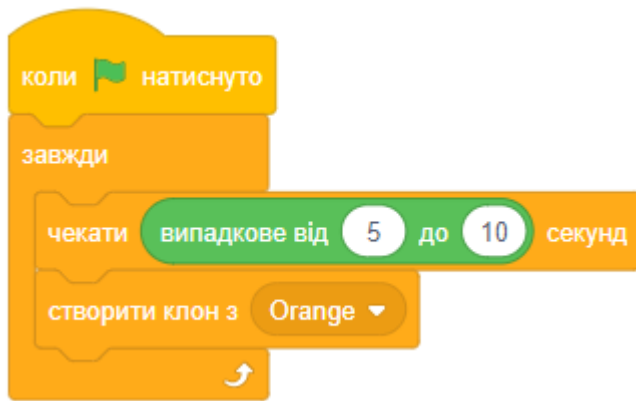 коли натиснуто
завжди
чекати випадкове від 5 до 10 секунд
створити клон з Orange